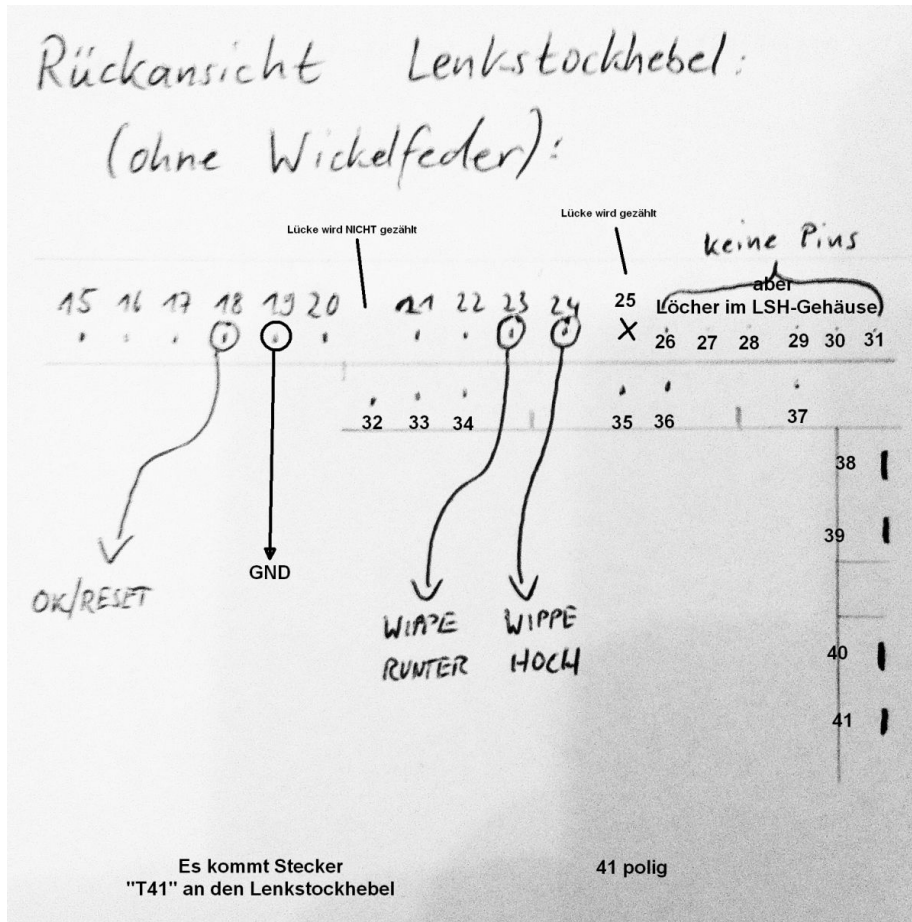 Rückansicht Lenkstockhebel:
(ohne Wickelfeder):
Lücke wird NICHT gezählt
Lücke wird gezählt
keine Pins
aber
Löcher im LSH-Gehäuse
15 16 17 18 19 20 21 22 23 24 25
X
26 27 28 29 30 31
32 33 34 35 36 37
38
39
GND
OK/RESET
WIPPE RUNTER
WIPPE HOCH
40
41
Es kommt Stecker
"T41" an den Lenkstockhebel
41 polig